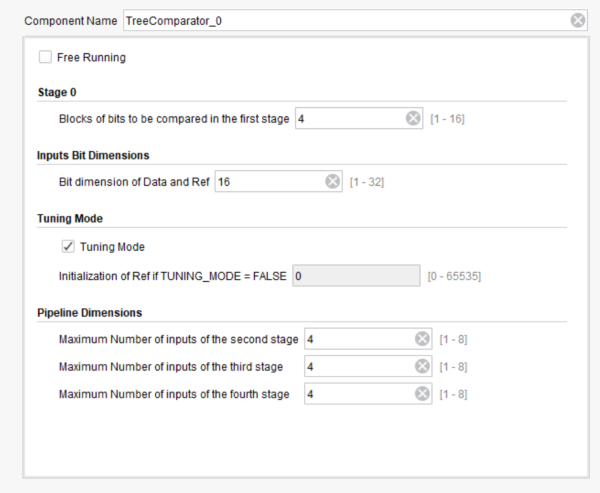 Component Name TreeComparator_0
Free Running
Stage 0
Blocks of bits to be compared in the first stage 4 [1 - 16]
Inputs Bit Dimensions
Bit dimension of Data and Ref 16 [1 - 32]
Tuning Mode
Tuning Mode
Initialization of Ref if TUNING_MODE = FALSE 0 [0 - 65535]
Pipeline Dimensions
Maximum Number of inputs of the second stage 4 [1 - 8]
Maximum Number of inputs of the third stage 4 [1 - 8]
Maximum Number of inputs of the fourth stage 4 [1 - 8]